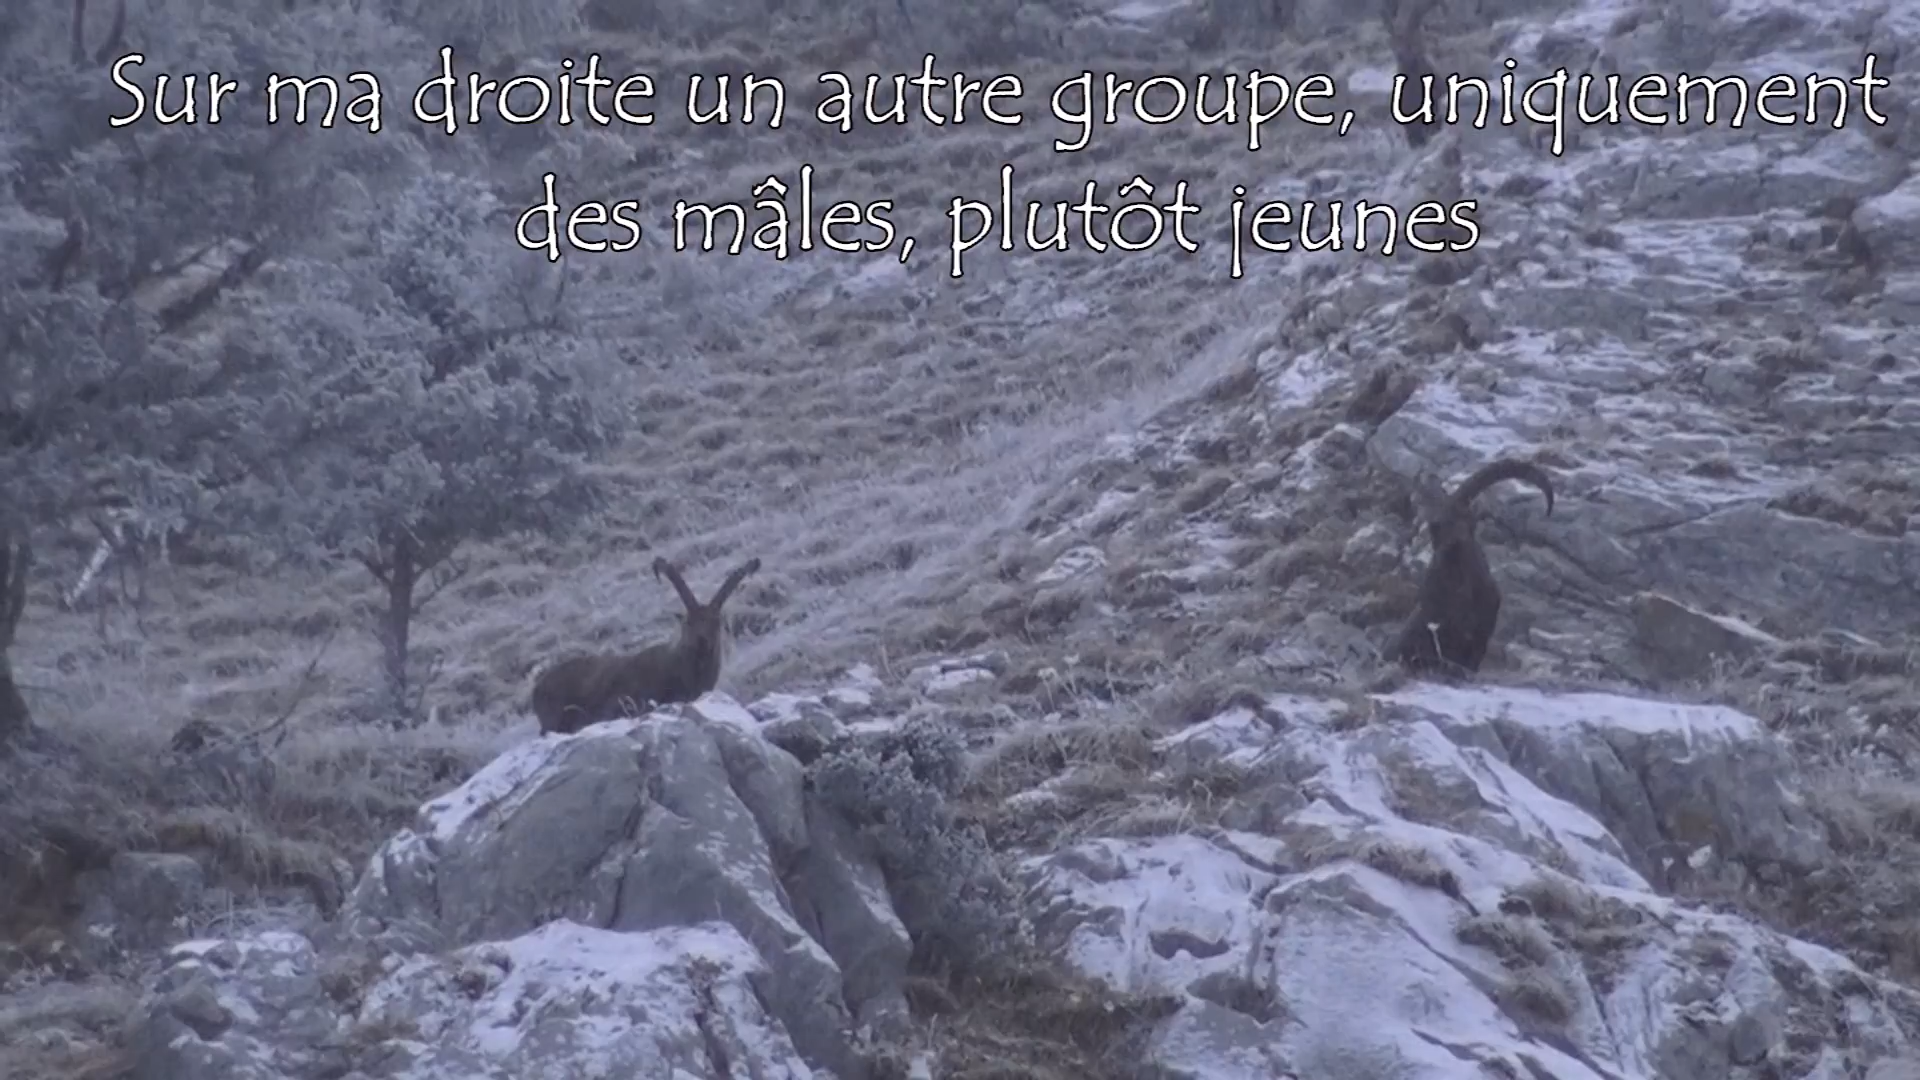 Sur ma droite un autre groupe, uniquement
des mâles, plutôt jeunes